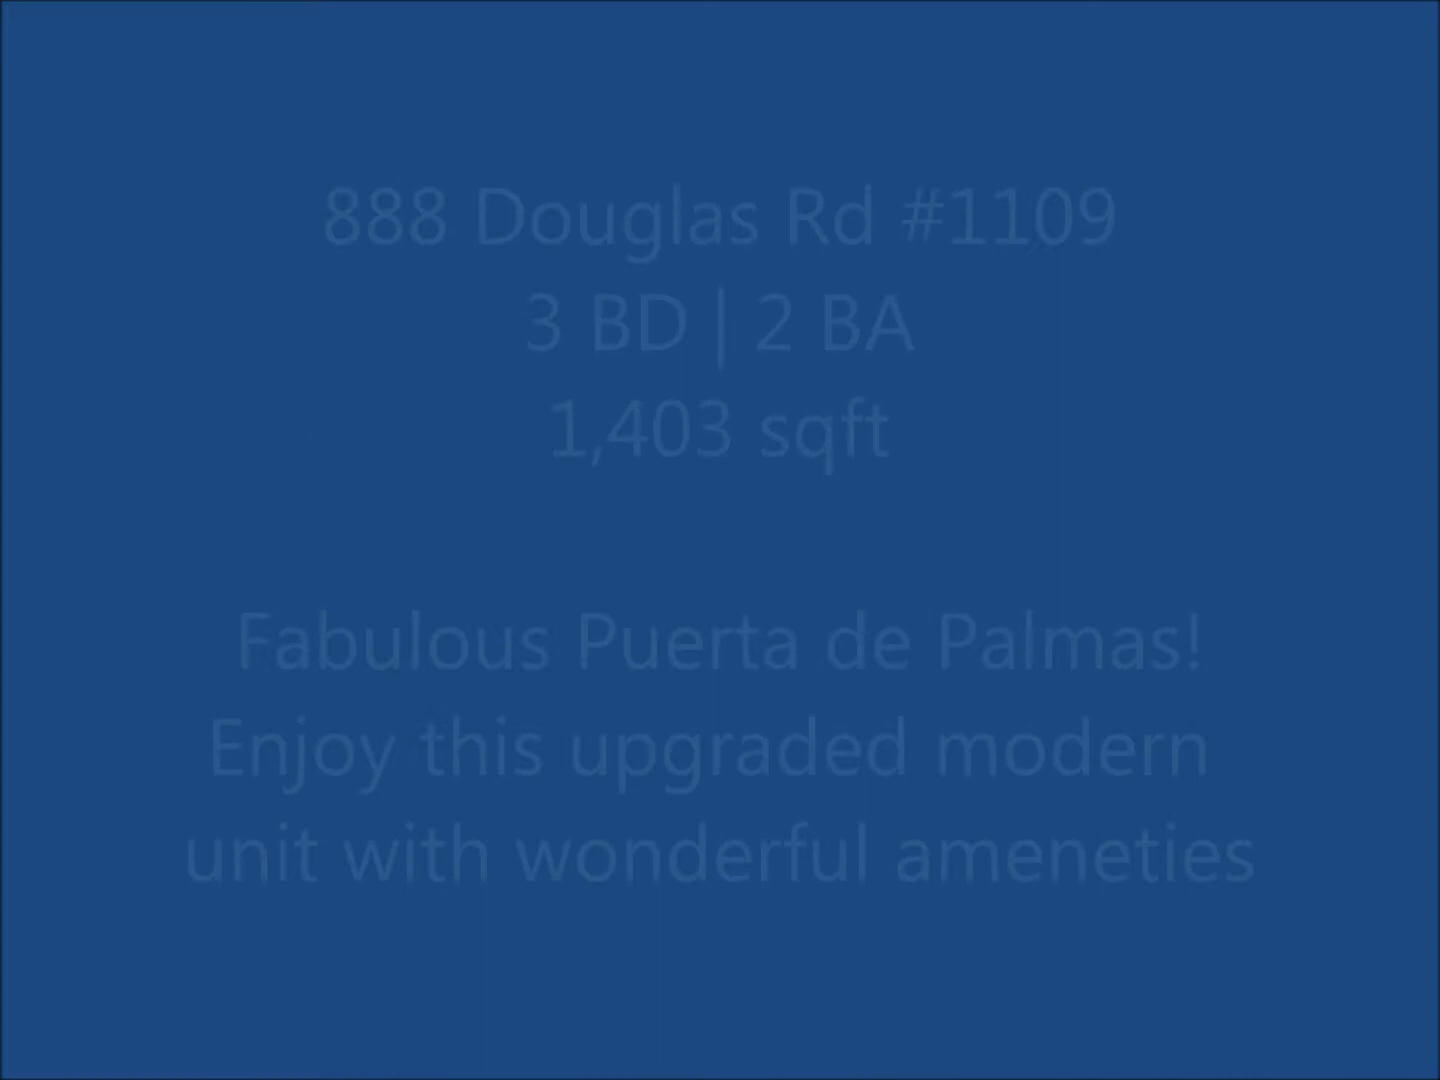 888 Douglas Rd #1109
3 BD | 2 BA
1,403 sqft
Fabulous Puerta de Palmas!
Enjoy this upgraded modern
unit with wonderful ameneties